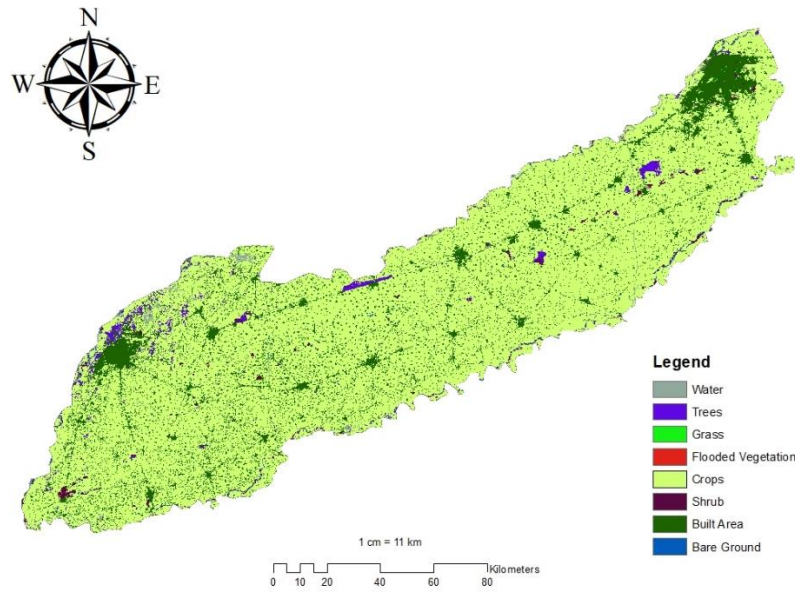 N
W
E
S
Legend
Water
Trees
Grass
Flooded Vegetation
Crops
Shrub
Built Area
Bare Ground
1 cm = 11 km
Kilometers
0 10 20 40 60 80